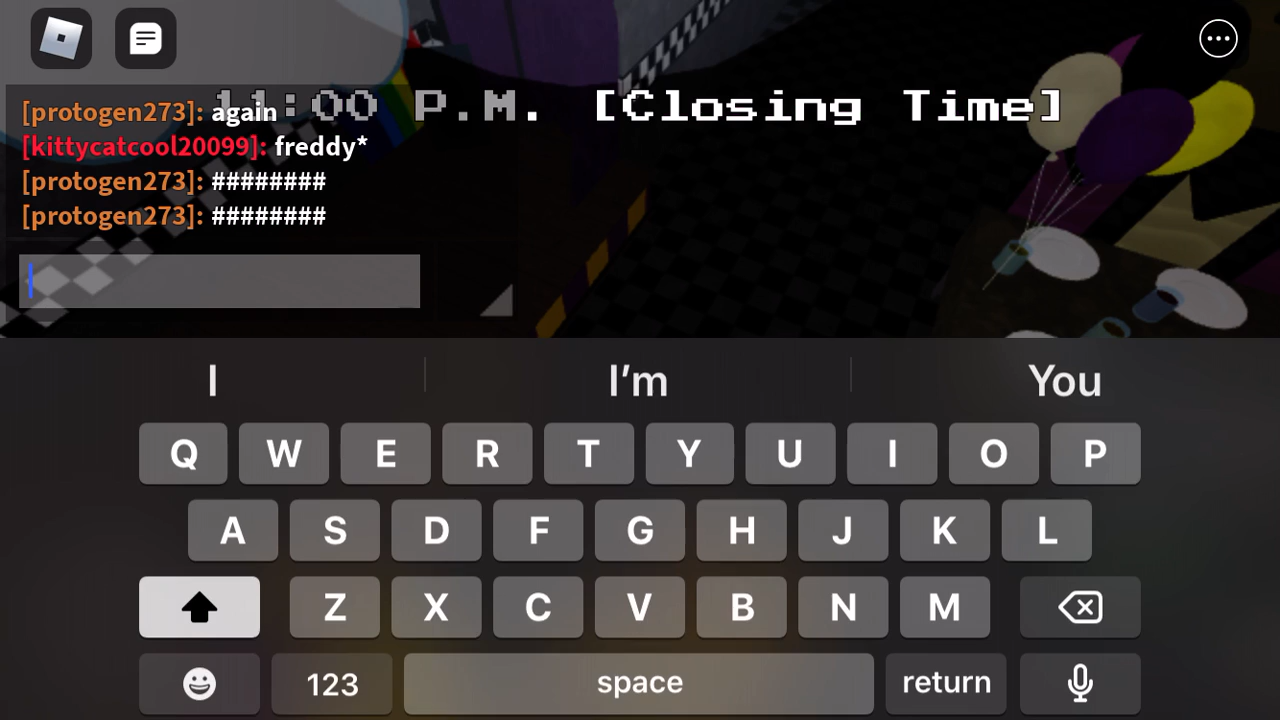 11:00 P.M. [Closing Time]
[protogen273]: again
[kittycatcool20099]: freddy*
[protogen273]: ########
[protogen273]: ########
I I’m You
Q W E R T Y U I O P
A S D F G H J K L
Z X C V B N M
123 space return